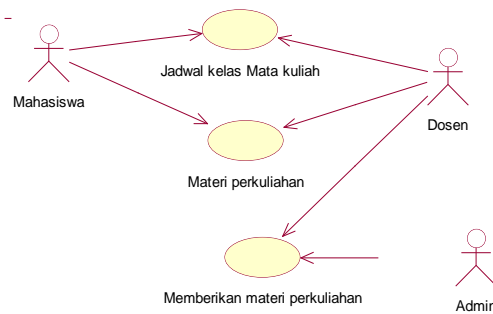 Mahasiswa
Jadwal kelas Mata kuliah
Dosen
Materi perkuliahan
Memberikan materi perkuliahan
Admin